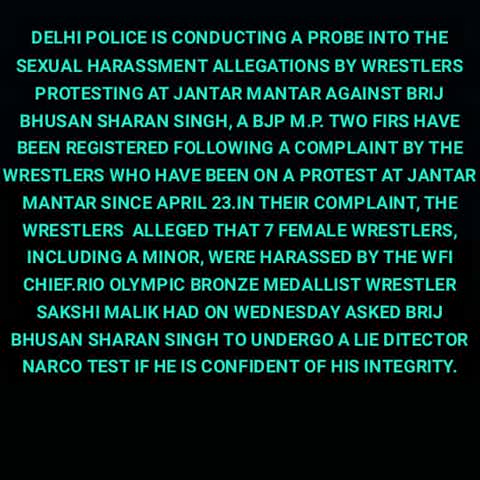 DELHI POLICE IS CONDUCTING A PROBE INTO THE
SEXUAL HARASSMENT ALLEGATIONS BY WRESTLERS
PROTESTING AT JANTAR MANTAR AGAINST BRIJ
BHUSAN SHARAN SINGH, A BJP M.P. TWO FIRS HAVE
BEEN REGISTERED FOLLOWING A COMPLAINT BY THE
WRESTLERS WHO HAVE BEEN ON A PROTEST AT JANTAR
MANTAR SINCE APRIL 23.IN THEIR COMPLAINT, THE
WRESTLERS  ALLEGED THAT 7 FEMALE WRESTLERS,
INCLUDING A MINOR, WERE HARASSED BY THE WFI
CHIEF.RIO OLYMPIC BRONZE MEDALLIST WRESTLER
SAKSHI MALIK HAD ON WEDNESDAY ASKED BRIJ
BHUSAN SHARAN SINGH TO UNDERGO A LIE DITECTOR
NARCO TEST IF HE IS CONFIDENT OF HIS INTEGRITY.